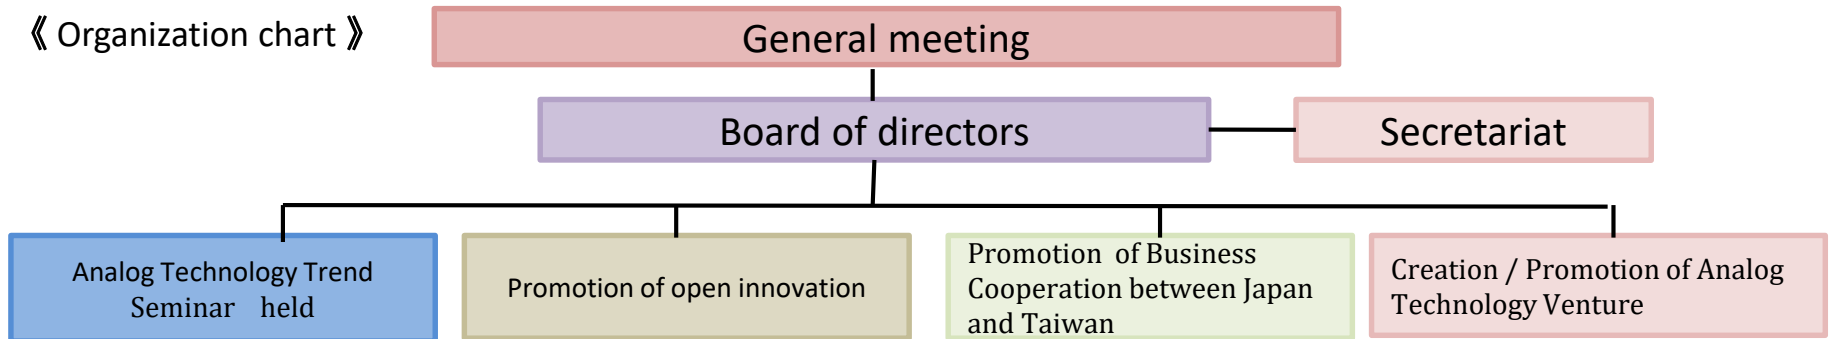 《 Organization chart 》
General meeting
Board of directors
Secretariat
Analog Technology Trend
Seminar held
Promotion of open innovation
Promotion of Business
Cooperation between Japan
and Taiwan
Creation / Promotion of Analog
Technology Venture